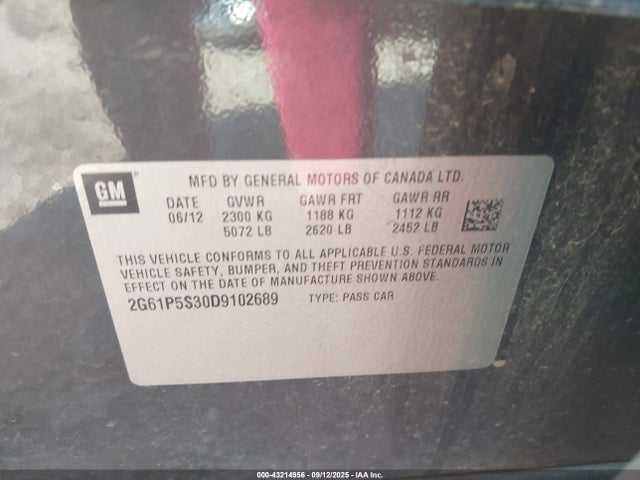 GM
MFD BY GENERAL MOTORS OF CANADA LTD.
DATE GVWR GAWR FRT GAWR RR
06/12 2300 KG 1188 KG 1112 KG
5072 LB 2620 LB 2452 LB
THIS VEHICLE CONFORMS TO ALL APPLICABLE U.S. FEDERAL MOTOR
VEHICLE SAFETY, BUMPER, AND THEFT PREVENTION STANDARDS IN
EFFECT ON THE DATE OF MANUFACTURE SHOWN ABOVE.
2G61P5S30D9102689 TYPE: PASS CAR
000-43214956 - 09/12/2025 - IAA Inc.